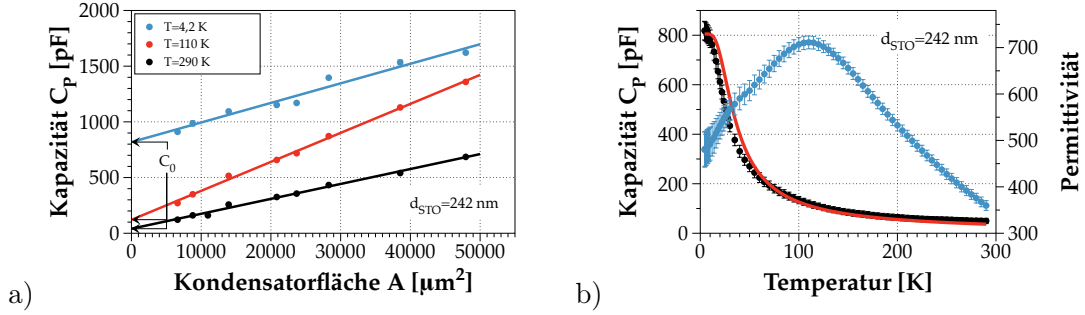 Kapazität C_P [pF]
2000
1500
1000
500
0
T=4,2 K
T=110 K
T=290 K
C_0
d_STO=242 nm
0 10000 20000 30000 40000 50000
Kondensatorfläche A [µm²]
a)
Kapazität C_P [pF]
800
600
400
200
0
d_STO=242 nm
700
600
500
400
300
Permittivität
0 100 200 300
Temperatur [K]
b)